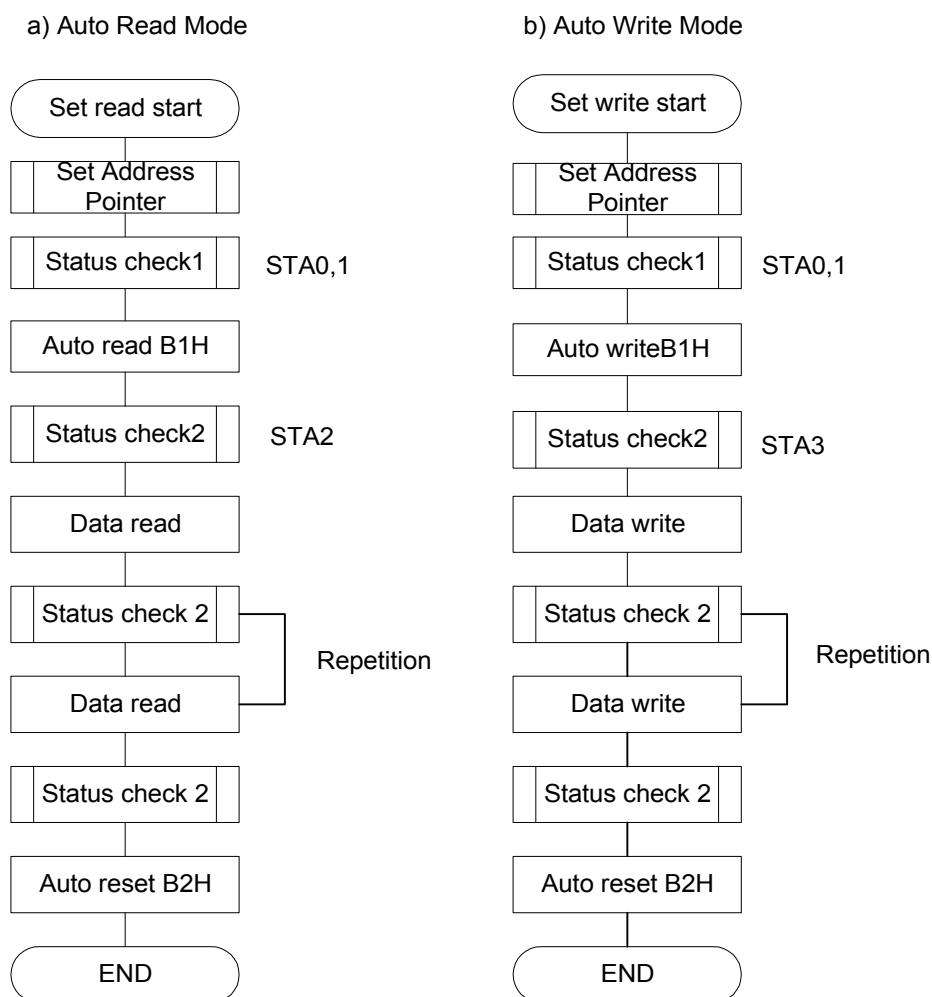 a) Auto Read Mode
Set read start
Set Address
Pointer
Status check1
STA0,1
Auto read B1H
Status check2
STA2
Data read
Status check 2
Repetition
Data read
Status check 2
Auto reset B2H
END
b) Auto Write Mode
Set write start
Set Address
Pointer
Status check1
STA0,1
Auto writeB1H
Status check2
STA3
Data write
Status check 2
Repetition
Data write
Status check 2
Auto reset B2H
END